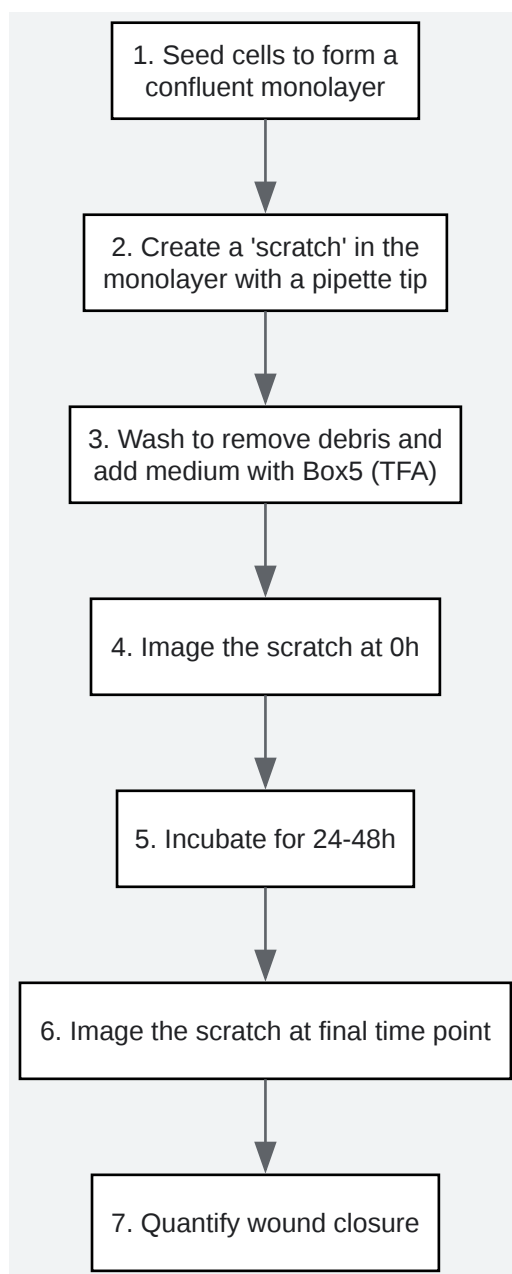 1. Seed cells to form a
confluent monolayer
2. Create a 'scratch' in the
monolayer with a pipette tip
3. Wash to remove debris and
add medium with Box5 (TFA)
4. Image the scratch at 0h
5. Incubate for 24-48h
6. Image the scratch at final time point
7. Quantify wound closure